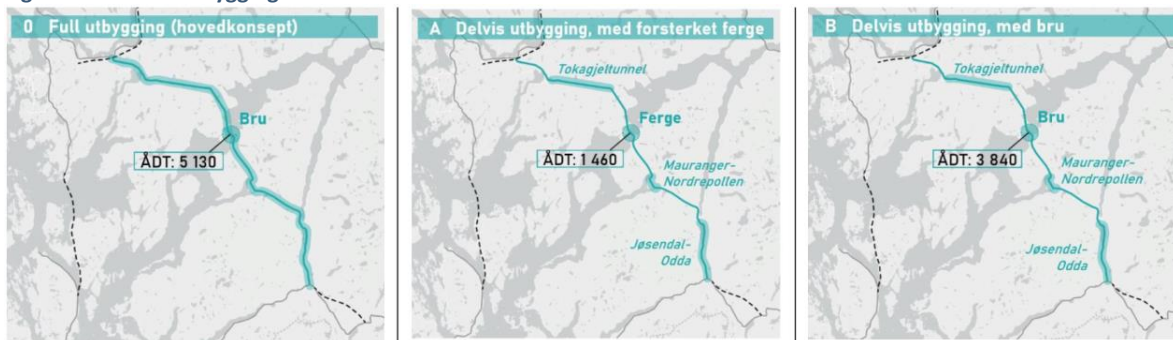 0 Full utbygging (hovedkonsept)
Bru
ÅDT: 5 130
A Delvis utbygging, med forsterket ferge
Tokagjeltunnel
Ferge
ÅDT: 1 460
Mauranger-
Nordrepollen
Jøsendal-
Odda
B Delvis utbygging, med bru
Tokagjeltunnel
Bru
ÅDT: 3 840
Mauranger-
Nordrepollen
Jøsendal-
Odda